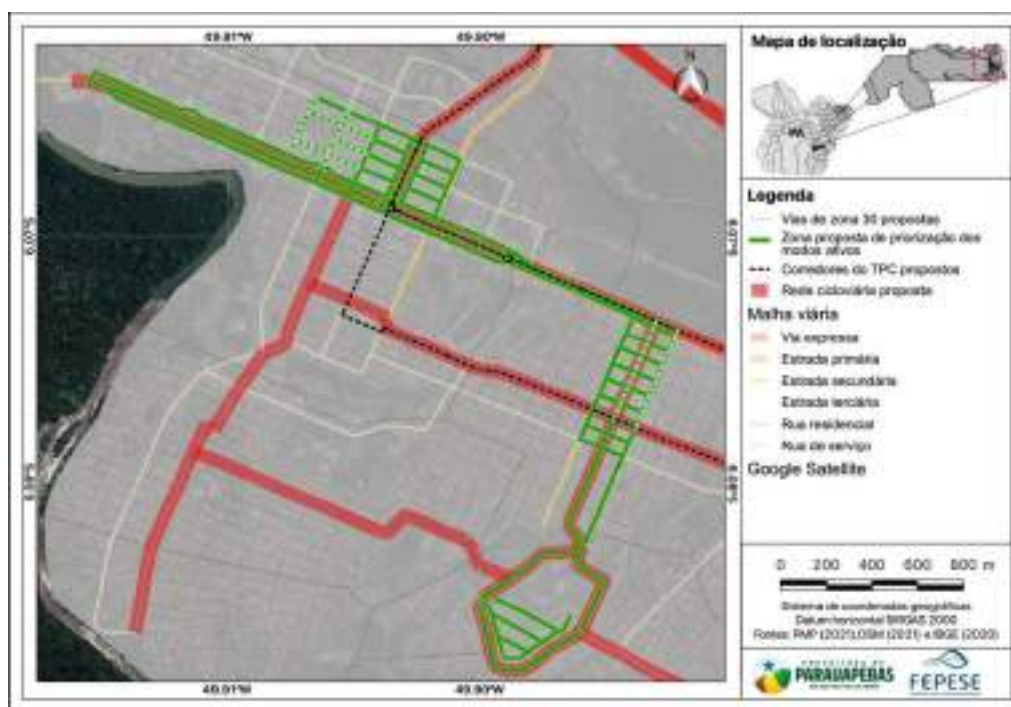 49.91°W
49.90°W
Mapa de localização
PA
Legenda
Vias de zona 30 propostas
Zona proposta de priorização dos
modos ativos
Corredores do TPC propostos
Rede cicloviária proposta
Malha viária
Via expressa
Estrada primária
Estrada secundária
Estrada terciária
Rua residencial
Rua de serviço
Google Satellite
0 200 400 600 800 m
Sistema de coordenadas geográficas
Datum horizontal SIRGAS 2000
Fontes: PMP (2021), OSM (2021) e IBGE (2020)
49.91°W
49.90°W
PREFEITURA DE
PARAUAPEBAS
FEPESE